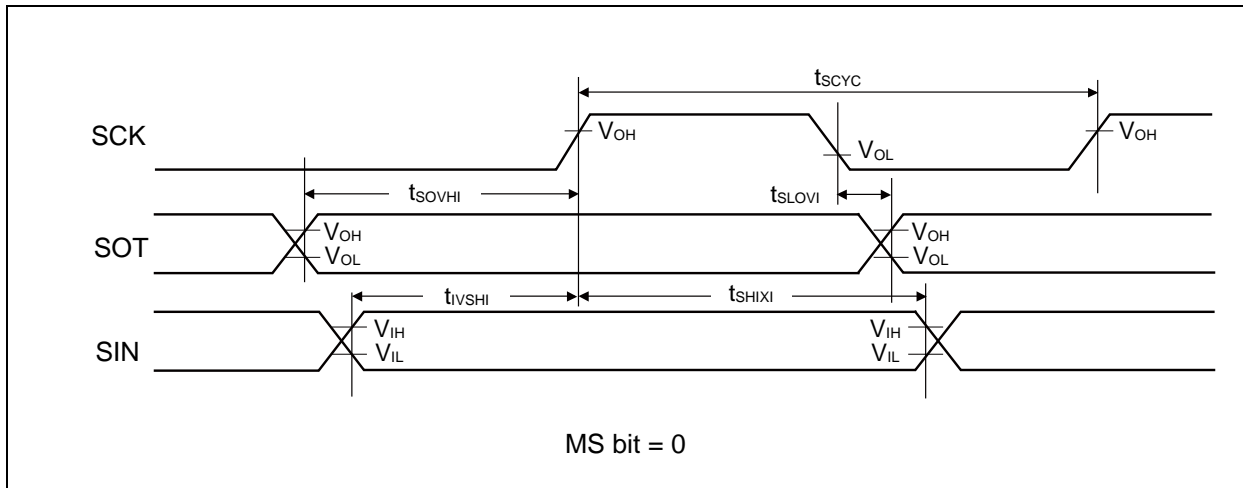 tSCYC
SCK
VOH
VOL
VOH
tSOVHI
tSLOVI
SOT
VOH
VOL
VOH
VOL
tIVSHI
tSHIXI
SIN
VIH
VIL
VIH
VIL
MS bit = 0